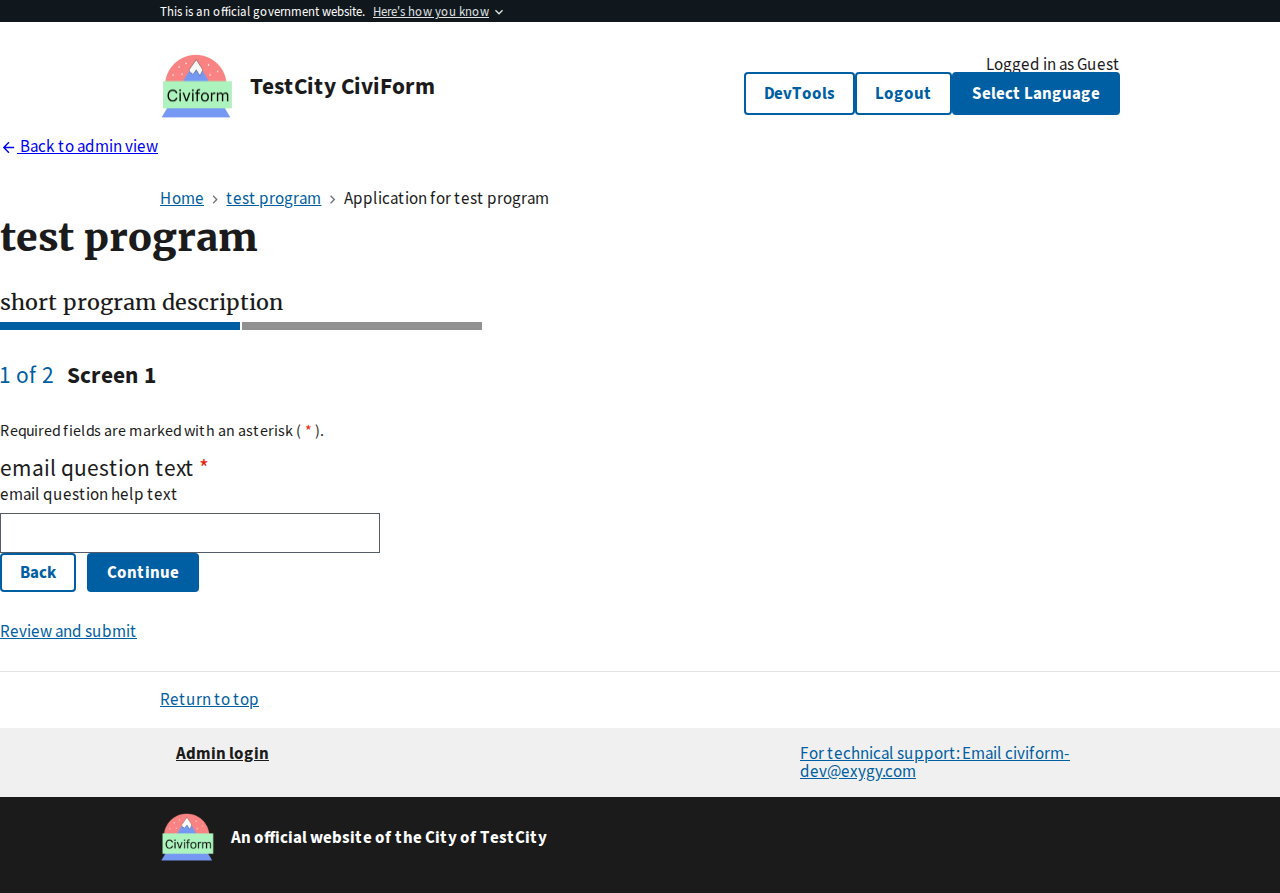 This is an official government website. Here's how you know
Civiform
TestCity CiviForm
Logged in as Guest
DevTools
Logout
Select Language
Back to admin view
Home
test program
Application for test program
test program
short program description
1 of 2 Screen 1
Required fields are marked with an asterisk ( * ).
email question text *
email question help text
Back
Continue
Review and submit
Return to top
Admin login
For technical support: Email civiform-
dev@exygy.com
Civiform
An official website of the City of TestCity